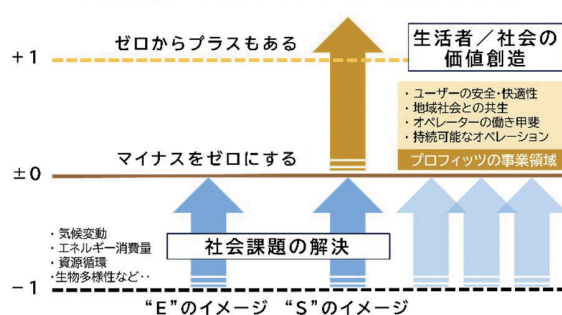 +1
ゼロからプラスもある
生活者／社会の
価値創造
・ユーザーの安全・快適性
・地域社会との共生
・オペレーターの働き甲斐
・持続可能なオペレーション
プロフィッツの事業領域
±0
マイナスをゼロにする
・気候変動
・エネルギー消費量
・資源循環
・生物多様性など‥
社会課題の解決
−1
“E”のイメージ
“S”のイメージ